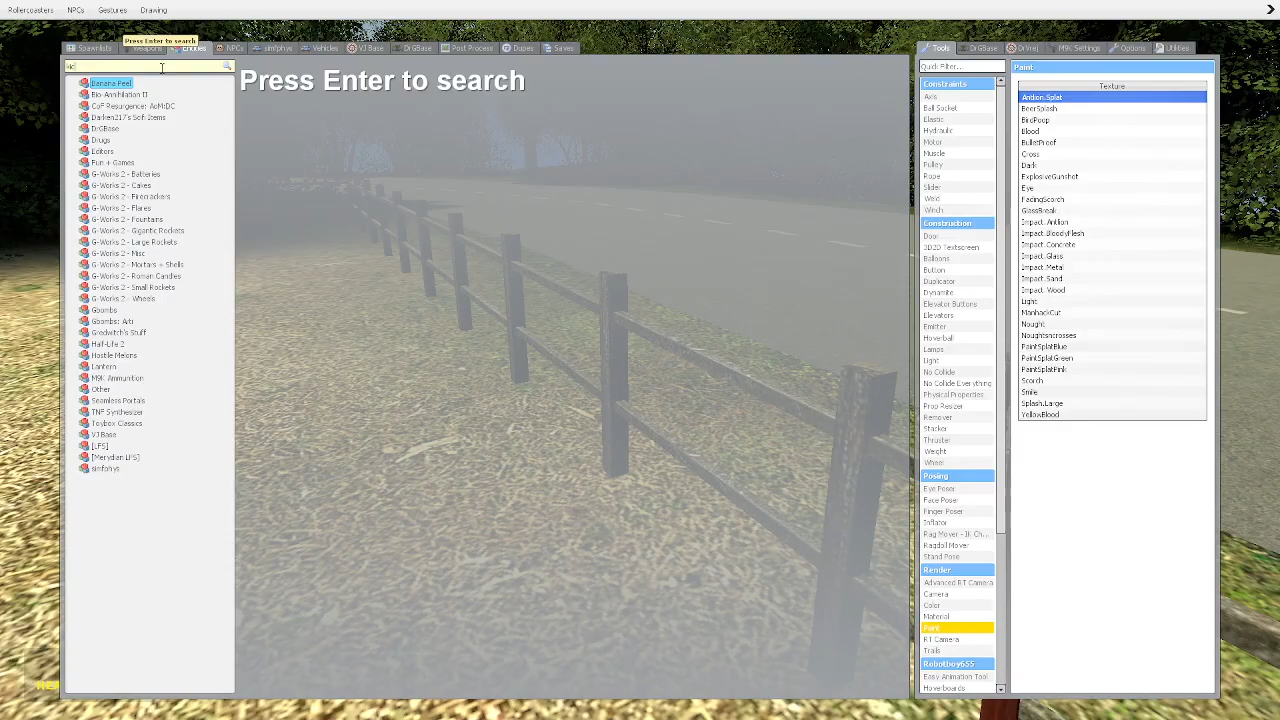 Rollercoasters NPCs Gestures Drawing
Press Enter to search
Spawnlists Weapons Entities NPCs simfphys Vehicles VJ Base DrGBase Post Process Dupes Saves
Press Enter to search
Banana Peel
Bio-Annihilation II
CoF Resurgence: AoM:DC
Darken217's SciFi Items
DrGBase
Drugs
Editors
Fun + Games
G-Works 2 - Batteries
G-Works 2 - Cakes
G-Works 2 - Firecrackers
G-Works 2 - Flares
G-Works 2 - Fountains
G-Works 2 - Gigantic Rockets
G-Works 2 - Large Rockets
G-Works 2 - Misc
G-Works 2 - Mortars + Shells
G-Works 2 - Roman Candles
G-Works 2 - Small Rockets
G-Works 2 - Wheels
Gbombs
Gbombs: Arti
Gredwitch's Stuff
Half-Life 2
Hostile Melons
Lantern
M9K Ammunition
Other
Seamless Portals
TNF Synthesizer
Toybox Classics
VJ Base
[LFS]
[Merydian LFS]
simfphys
Tools DrGBase (Drive) M9K Settings Options Utilities
Quick Filter...
Constraints
Axis
Ball Socket
Elastic
Hydraulic
Motor
Muscle
Pulley
Rope
Slider
Weld
Winch
Construction
Door
3D2D Textscreen
Balloons
Button
Duplicator
Dynamite
Elevator Buttons
Elevators
Emitter
Hoverball
Lamps
Light
No Collide
No Collide Everything
Physical Properties
Prop Resizer
Remover
Stacker
Thruster
Weight
Wheel
Posing
Eye Poser
Face Poser
Finger Poser
Inflator
Rag Mover - IK Ch...
Ragdoll Mover
Stand Pose
Render
Advanced RT Camera
Camera
Color
Material
Paint
RT Camera
Trails
Robotboy655
Easy Animation Tool
Hoverboards
Paint
Texture
Antlion.Splat
BeerSplash
BirdPoop
Blood
BulletProof
Cross
Dark
ExplosiveGunshot
Eye
FadingScorch
GlassBreak
Impact.Antlion
Impact.BloodyFlesh
Impact.Concrete
Impact.Glass
Impact.Metal
Impact.Sand
Impact.Wood
Light
ManhackCut
Nought
Noughtsncrosses
PaintSplatBlue
PaintSplatGreen
PaintSplatPink
Scorch
Smile
Splash.Large
YellowBlood